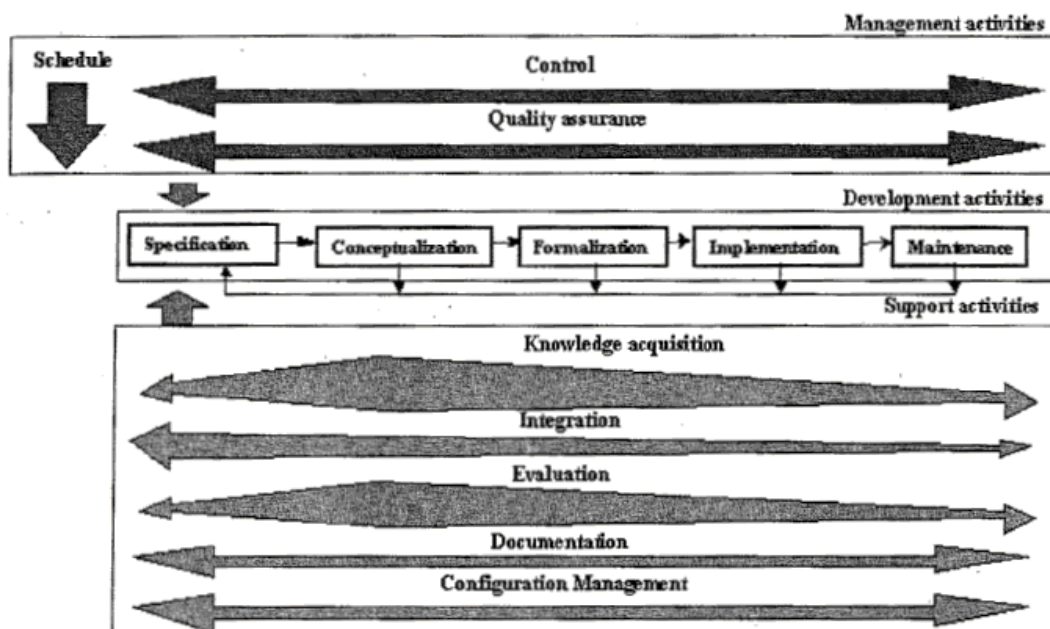 Management activities
Schedule
Control
Quality assurance
Development activities
Specification
Conceptualization
Formalization
Implementation
Maintenance
Support activities
Knowledge acquisition
Integration
Evaluation
Documentation
Configuration Management